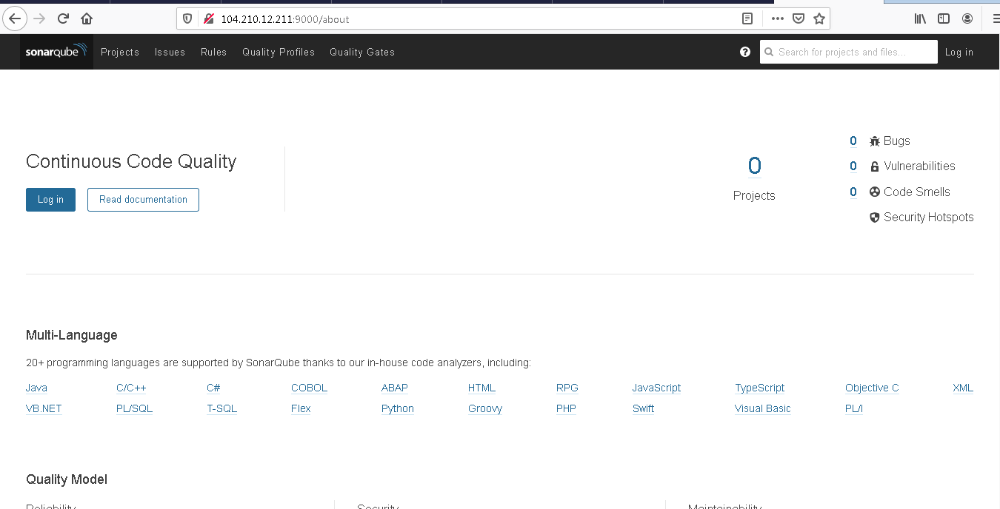 104.210.12.211:9000/about
sonarqube Projects Issues Rules Quality Profiles Quality Gates ? Search for projects and files... Log in
Continuous Code Quality
Log in Read documentation
0
Projects
0 Bugs
0 Vulnerabilities
0 Code Smells
Security Hotspots
Multi-Language
20+ programming languages are supported by SonarQube thanks to our in-house code analyzers, including:
Java C/C++ C# COBOL ABAP HTML RPG JavaScript TypeScript Objective C XML
VB.NET PL/SQL T-SQL Flex Python Groovy PHP Swift Visual Basic PL/I
Quality Model
Reliability Security Maintainability